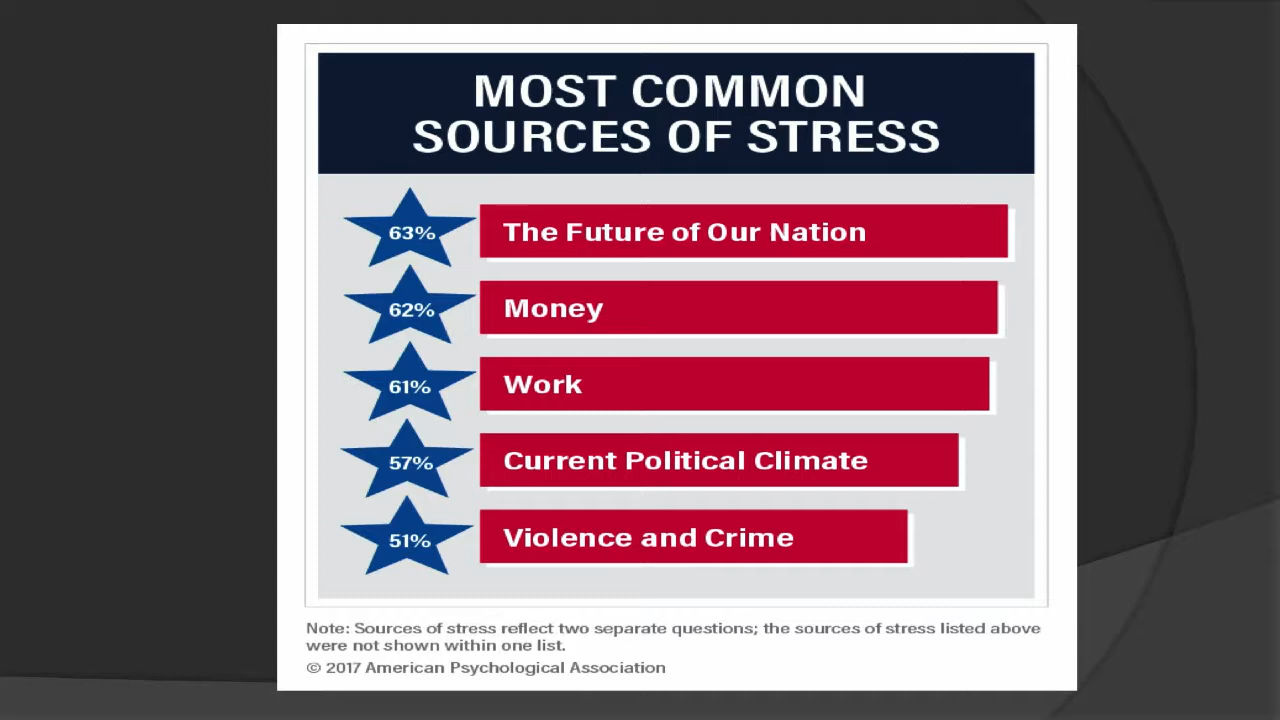 MOST COMMON
SOURCES OF STRESS
63% The Future of Our Nation
62% Money
61% Work
57% Current Political Climate
51% Violence and Crime
Note: Sources of stress reflect two separate questions; the sources of stress listed above
were not shown within one list.
© 2017 American Psychological Association